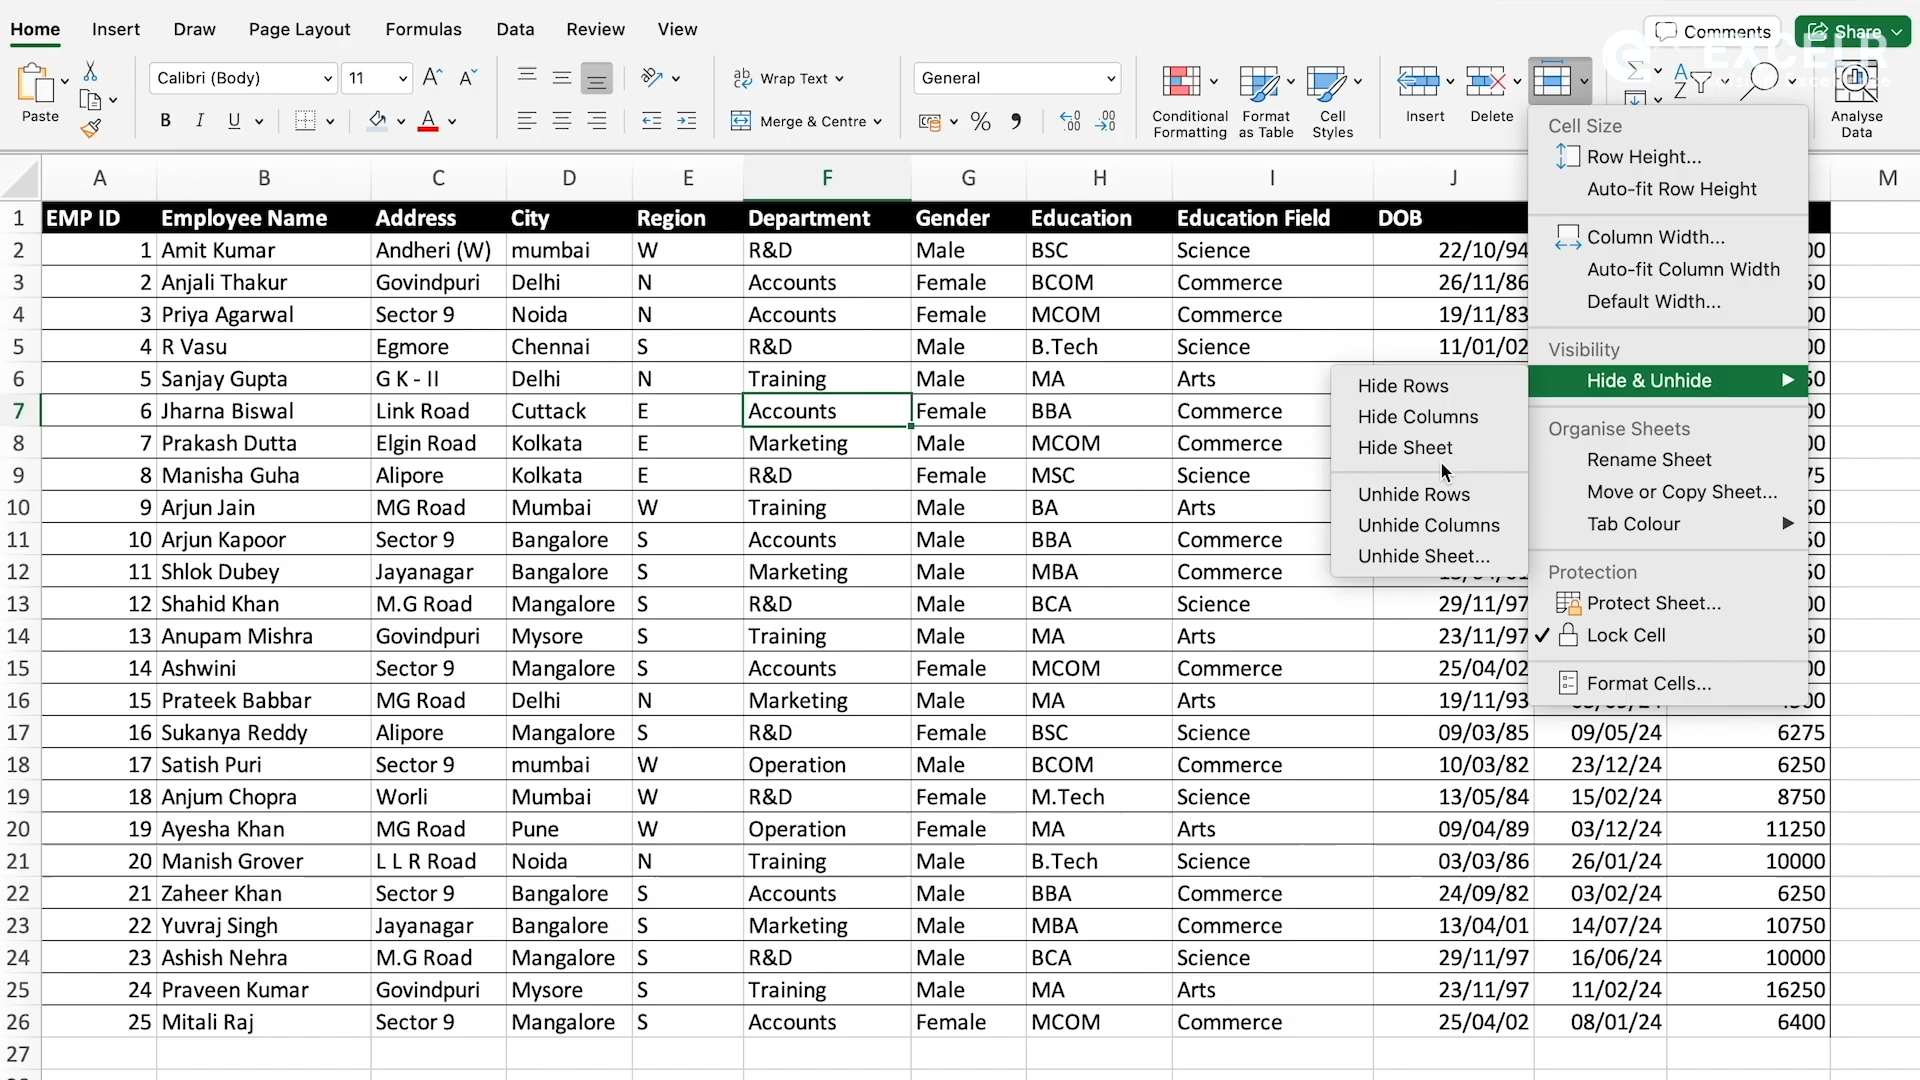 Home Insert Draw Page Layout Formulas Data Review View Comments Share
EXCELR
Calibri (Body) 11 Wrap Text General
Paste B I U A Merge & Centre % Conditional Formatting Format as Table Cell Styles Insert Delete Analyse Data
A B C D E F G H I J M
1 EMP ID Employee Name Address City Region Department Gender Education Education Field DOB
2 1 Amit Kumar Andheri (W) mumbai W R&D Male BSC Science 22/10/94
3 2 Anjali Thakur Govindpuri Delhi N Accounts Female BCOM Commerce 26/11/86
4 3 Priya Agarwal Sector 9 Noida N Accounts Female MCOM Commerce 19/11/83
5 4 R Vasu Egmore Chennai S R&D Male B.Tech Science 11/01/02
6 5 Sanjay Gupta G K - II Delhi N Training Male MA Arts
7 6 Jharna Biswal Link Road Cuttack E Accounts Female BBA Commerce
8 7 Prakash Dutta Elgin Road Kolkata E Marketing Male MCOM Commerce
9 8 Manisha Guha Alipore Kolkata E R&D Female MSC Science
10 9 Arjun Jain MG Road Mumbai W Training Male BA Arts
11 10 Arjun Kapoor Sector 9 Bangalore S Accounts Male BBA Commerce
12 11 Shlok Dubey Jayanagar Bangalore S Marketing Male MBA Commerce
13 12 Shahid Khan M.G Road Mangalore S R&D Male BCA Science 29/11/97
14 13 Anupam Mishra Govindpuri Mysore S Training Male MA Arts 23/11/97
15 14 Ashwini Sector 9 Mangalore S Accounts Female MCOM Commerce 25/04/02
16 15 Prateek Babbar MG Road Delhi N Marketing Male MA Arts 19/11/93
17 16 Sukanya Reddy Alipore Mangalore S R&D Female BSC Science 09/03/85 09/05/24 6275
18 17 Satish Puri Sector 9 mumbai W Operation Male BCOM Commerce 10/03/82 23/12/24 6250
19 18 Anjum Chopra Worli Mumbai W R&D Female M.Tech Science 13/05/84 15/02/24 8750
20 19 Ayesha Khan MG Road Pune W Operation Female MA Arts 09/04/89 03/12/24 11250
21 20 Manish Grover L L R Road Noida N Training Male B.Tech Science 03/03/86 26/01/24 10000
22 21 Zaheer Khan Sector 9 Bangalore S Accounts Male BBA Commerce 24/09/82 03/02/24 6250
23 22 Yuvraj Singh Jayanagar Bangalore S Marketing Male MBA Commerce 13/04/01 14/07/24 10750
24 23 Ashish Nehra M.G Road Mangalore S R&D Male BCA Science 29/11/97 16/06/24 10000
25 24 Praveen Kumar Govindpuri Mysore S Training Male MA Arts 23/11/97 11/02/24 16250
26 25 Mitali Raj Sector 9 Mangalore S Accounts Female MCOM Commerce 25/04/02 08/01/24 6400
27
Cell Size
Row Height...
Auto-fit Row Height
Column Width...
Auto-fit Column Width
Default Width...
Visibility
Hide & Unhide
Organise Sheets
Rename Sheet
Move or Copy Sheet...
Tab Colour
Protection
Protect Sheet...
Lock Cell
Format Cells...
Hide Rows
Hide Columns
Hide Sheet
Unhide Rows
Unhide Columns
Unhide Sheet...